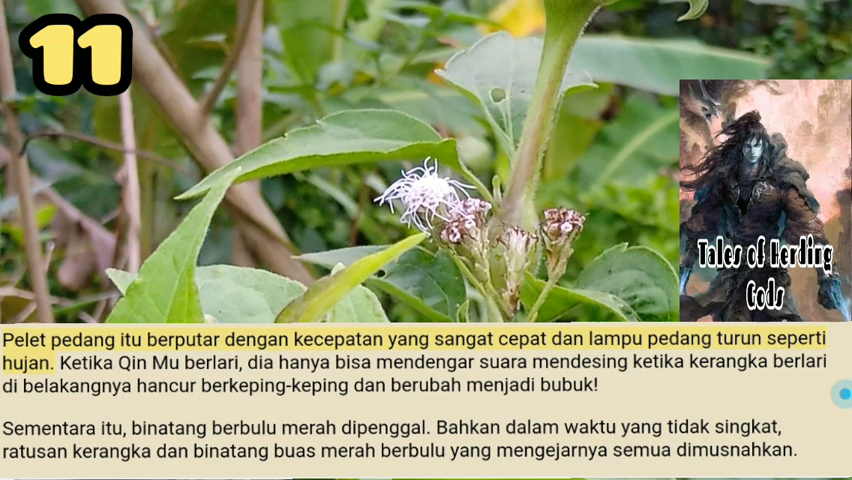 11
Tales of Herding
Gods
Pelet pedang itu berputar dengan kecepatan yang sangat cepat dan lampu pedang turun seperti
hujan. Ketika Qin Mu berlari, dia hanya bisa mendengar suara mendesing ketika kerangka berlari
di belakangnya hancur berkeping-keping dan berubah menjadi bubuk!
Sementara itu, binatang berbulu merah dipenggal. Bahkan dalam waktu yang tidak singkat,
ratusan kerangka dan binatang buas merah berbulu yang mengejarnya semua dimusnahkan.